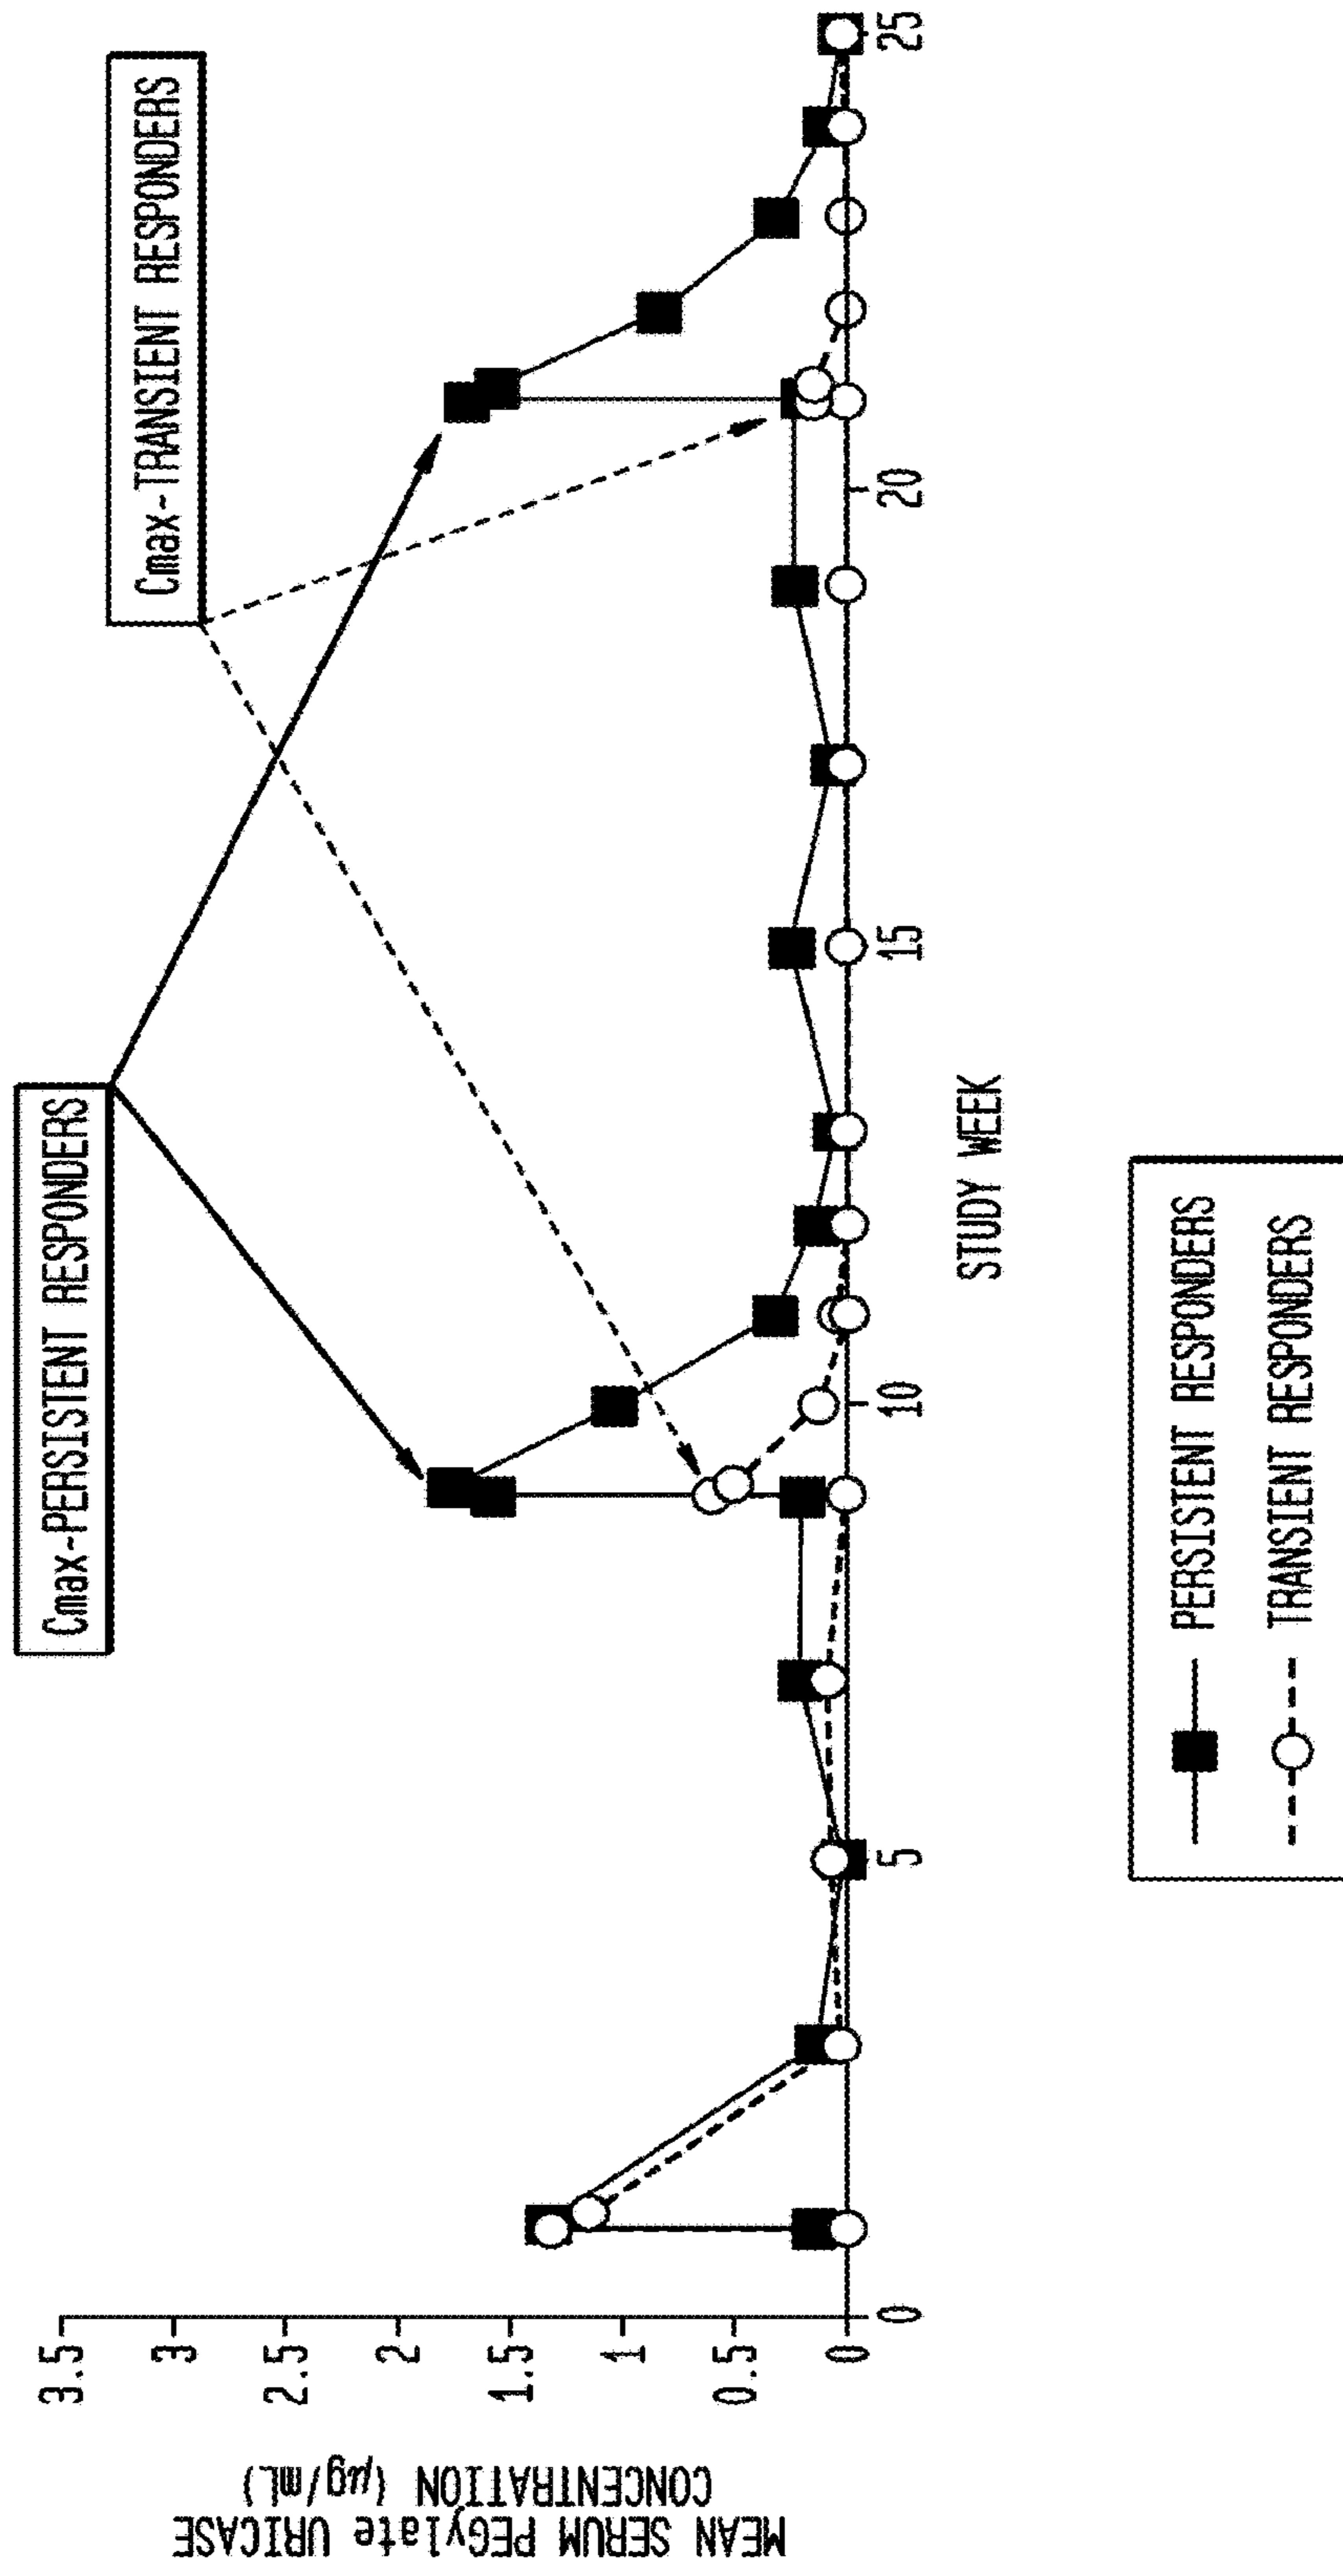 Cmax-PERSISTENT RESPONDERS
Cmax-TRANSIENT RESPONDERS
MEAN SERUM PEGylate URICASE
CONCENTRATION (μg/mL)
3.5
3
2.5
2
1.5
1
0.5
0
0
5
10
15
20
25
STUDY WEEK
PERSISTENT RESPONDERS
TRANSIENT RESPONDERS